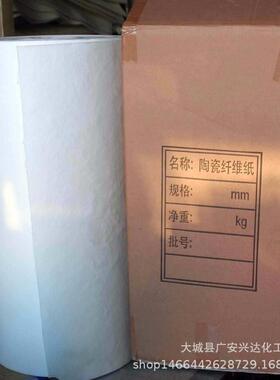 名称: 陶瓷纤维纸
规格: mm
净重: kg
批号:
大城县广安兴达化工
shop1466442628729.168